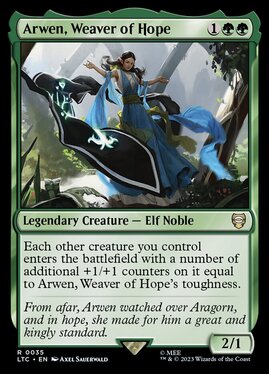 Arwen, Weaver of Hope 1
Legendary Creature — Elf Noble
Each other creature you control
enters the battlefield with a number of
additional +1/+1 counters on it equal
to Arwen, Weaver of Hope's toughness.
From afar, Arwen watched over Aragorn,
and in hope, she made for him a great and
kingly standard.
2/1
R 0035
LTC • EN Axel Sauerwald
™ & © 2023 Wizards of the Coast
© MEE